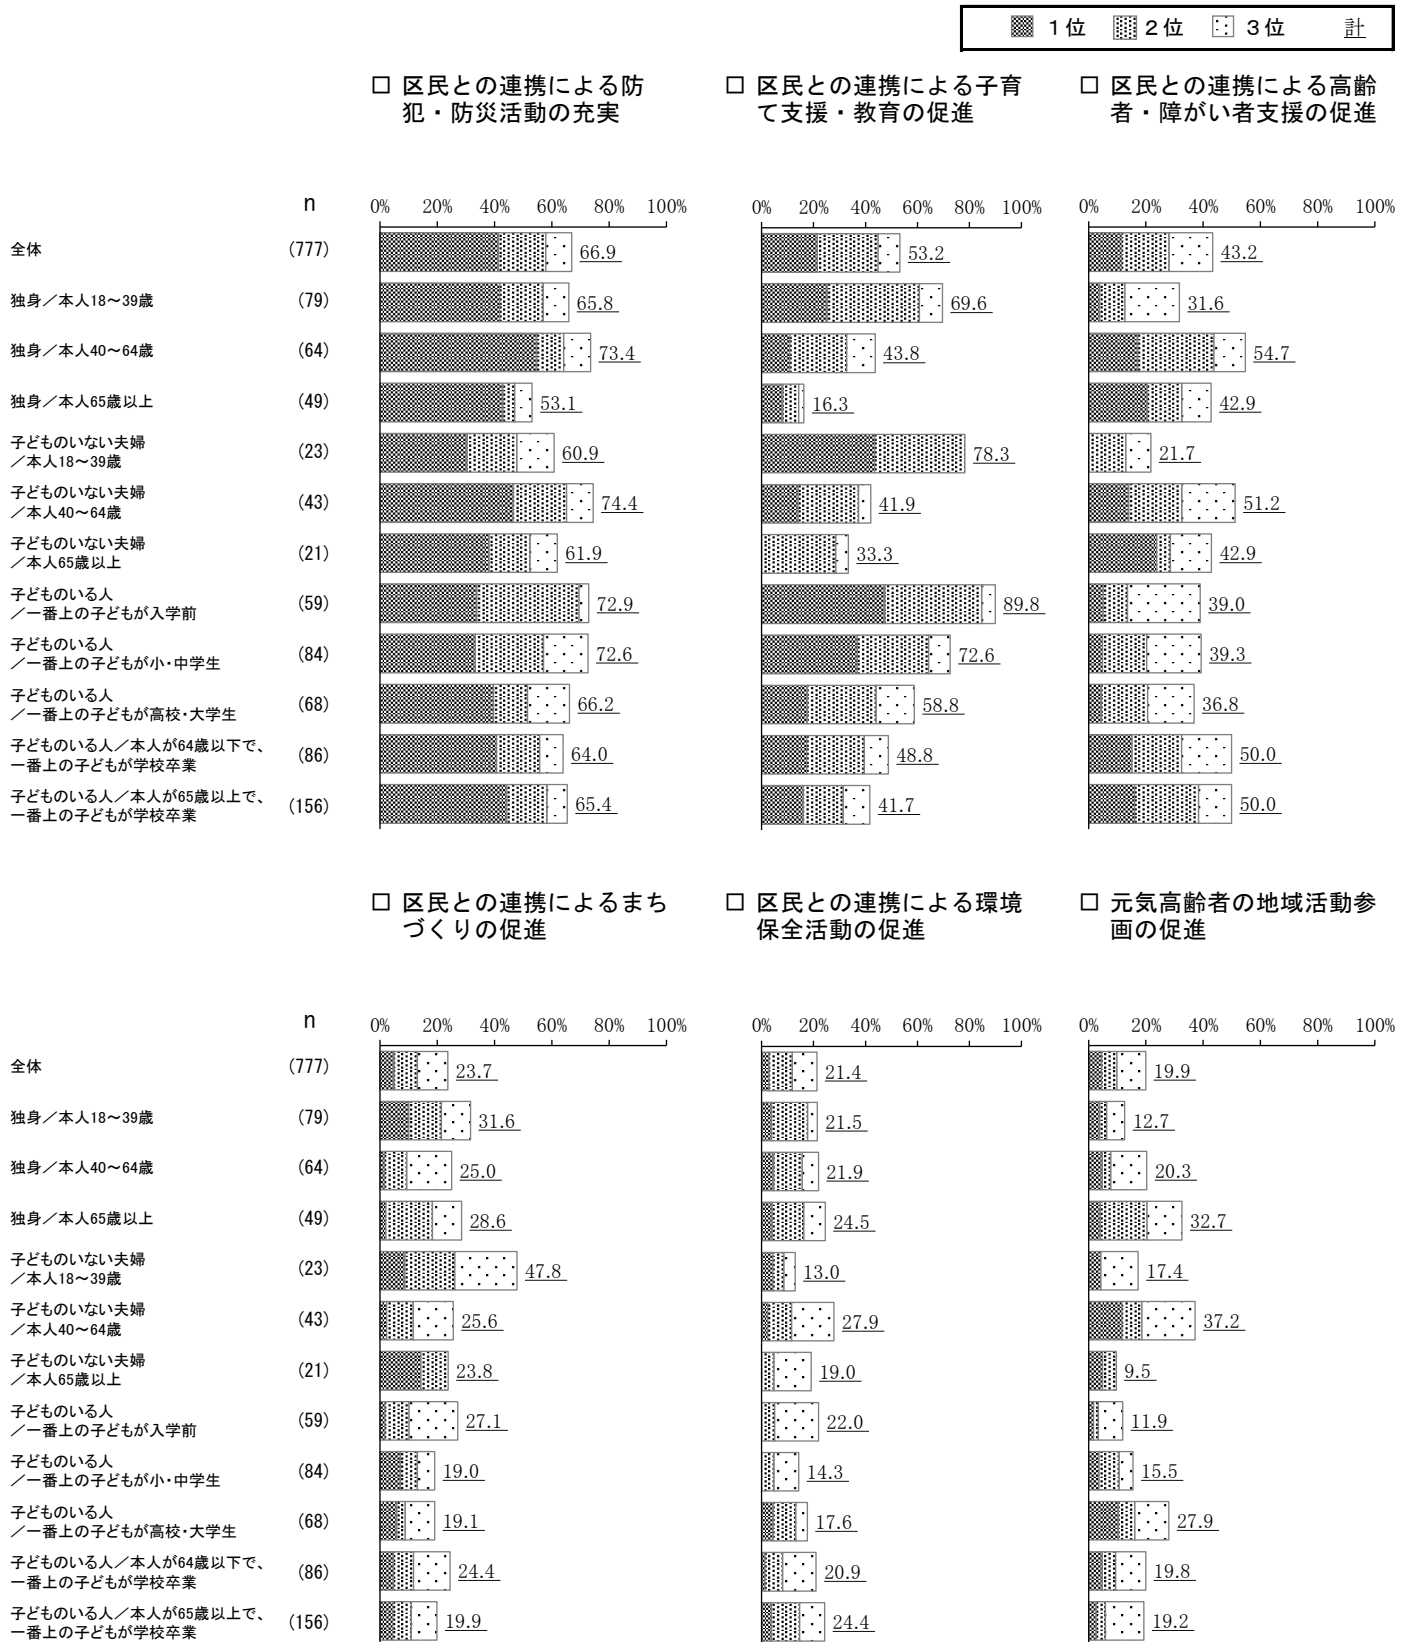 1位 2位 3位 計
□ 区民との連携による防
犯・防災活動の充実
□ 区民との連携による子育
て支援・教育の促進
□ 区民との連携による高齢
者・障がい者支援の促進
n 0% 20% 40% 60% 80% 100% 0% 20% 40% 60% 80% 100% 0% 20% 40% 60% 80% 100%
全体 (777) 66.9 53.2 43.2
独身／本人18～39歳 (79) 65.8 69.6 31.6
独身／本人40～64歳 (64) 73.4 43.8 54.7
独身／本人65歳以上 (49) 53.1 16.3 42.9
子どものいない夫婦
／本人18～39歳 (23) 60.9 78.3 21.7
子どものいない夫婦
／本人40～64歳 (43) 74.4 41.9 51.2
子どものいない夫婦
／本人65歳以上 (21) 61.9 33.3 42.9
子どものいる人
／一番上の子どもが入学前 (59) 72.9 89.8 39.0
子どものいる人
／一番上の子どもが小・中学生 (84) 72.6 72.6 39.3
子どものいる人
／一番上の子どもが高校・大学生 (68) 66.2 58.8 36.8
子どものいる人／本人が64歳以下で、
一番上の子どもが学校卒業 (86) 64.0 48.8 50.0
子どものいる人／本人が65歳以上で、
一番上の子どもが学校卒業 (156) 65.4 41.7 50.0
□ 区民との連携によるまち
づくりの促進
□ 区民との連携による環境
保全活動の促進
□ 元気高齢者の地域活動参
画の促進
n 0% 20% 40% 60% 80% 100% 0% 20% 40% 60% 80% 100% 0% 20% 40% 60% 80% 100%
全体 (777) 23.7 21.4 19.9
独身／本人18～39歳 (79) 31.6 21.5 12.7
独身／本人40～64歳 (64) 25.0 21.9 20.3
独身／本人65歳以上 (49) 28.6 24.5 32.7
子どものいない夫婦
／本人18～39歳 (23) 47.8 13.0 17.4
子どものいない夫婦
／本人40～64歳 (43) 25.6 27.9 37.2
子どものいない夫婦
／本人65歳以上 (21) 23.8 19.0 9.5
子どものいる人
／一番上の子どもが入学前 (59) 27.1 22.0 11.9
子どものいる人
／一番上の子どもが小・中学生 (84) 19.0 14.3 15.5
子どものいる人
／一番上の子どもが高校・大学生 (68) 19.1 17.6 27.9
子どものいる人／本人が64歳以下で、
一番上の子どもが学校卒業 (86) 24.4 20.9 19.8
子どものいる人／本人が65歳以上で、
一番上の子どもが学校卒業 (156) 19.9 24.4 19.2